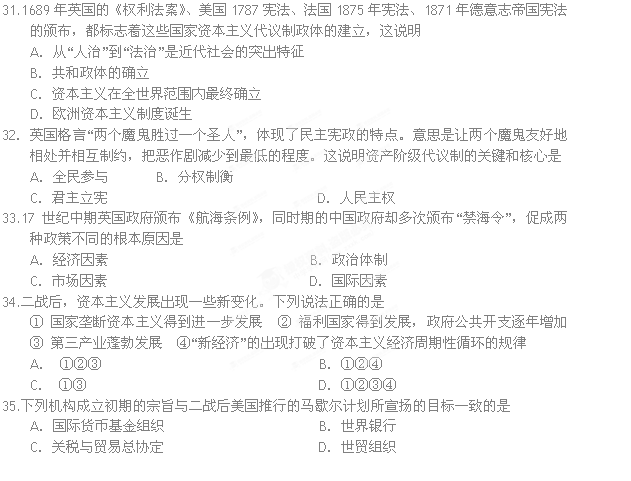 31.1689年英国的《权利法案》、美国1787宪法、法国1875年宪法、1871年德意志帝国宪法
的颁布，都标志着这些国家资本主义代议制政体的建立，这说明
A．从“人治”到“法治”是近代社会的突出特征
B．共和政体的确立
C．资本主义在全世界范围内最终确立
D．欧洲资本主义制度诞生
32．英国格言“两个魔鬼胜过一个圣人”，体现了民主宪政的特点。意思是让两个魔鬼友好地
相处并相互制约，把恶作剧减少到最低的程度。这说明资产阶级代议制的关键和核心是
A．全民参与 B．分权制衡
C．君主立宪 D．人民主权
33.17 世纪中期英国政府颁布《航海条例》，同时期的中国政府却多次颁布“禁海令”，促成两
种政策不同的根本原因是
A．经济因素 B．政治体制
C．市场因素 D．国际因素
34.二战后，资本主义发展出现一些新变化。下列说法正确的是
① 国家垄断资本主义得到进一步发展 ② 福利国家得到发展，政府公共开支逐年增加
③ 第三产业蓬勃发展 ④“新经济”的出现打破了资本主义经济周期性循环的规律
A． ①②③ B．①②④
C． ①③ D．①②③④
35.下列机构成立初期的宗旨与二战后美国推行的马歇尔计划所宣扬的目标一致的是
A．国际货币基金组织 B．世界银行
C．关税与贸易总协定 D．世贸组织